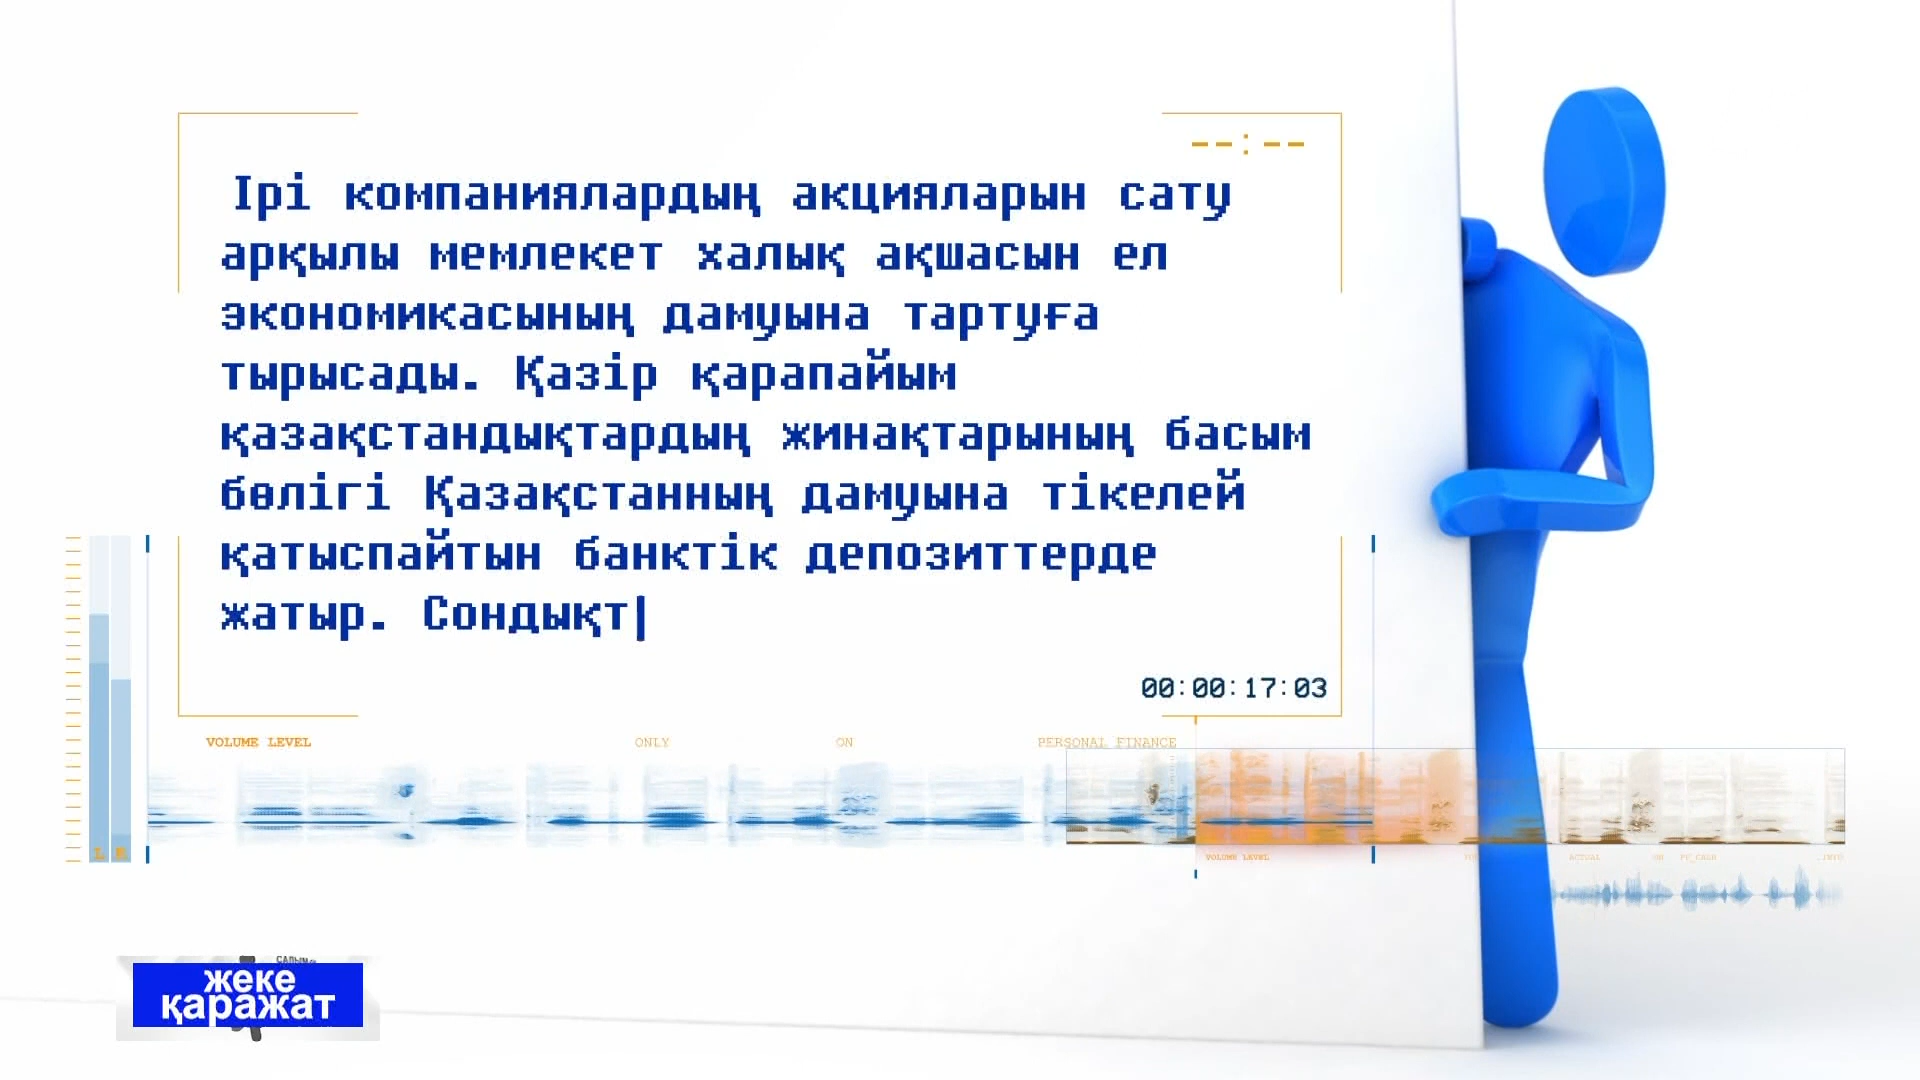 --:--
Ірі компаниялардың акцияларын сату
арқылы мемлекет халық ақшасын ел
экономикасының дамуына тартуға
тырысады. Қазір қарапайым
қазақстандықтардың жинақтарының басым
бөлігі Қазақстанның дамуына тікелей
қатыспайтын банктік депозиттерде
жатыр. Сондықт|
00:00:17:03
VOLUME LEVEL ONLY ON PERSONAL FINANCE
L R
VOLUME LEVEL ACTUAL ON
жеке
қаражат